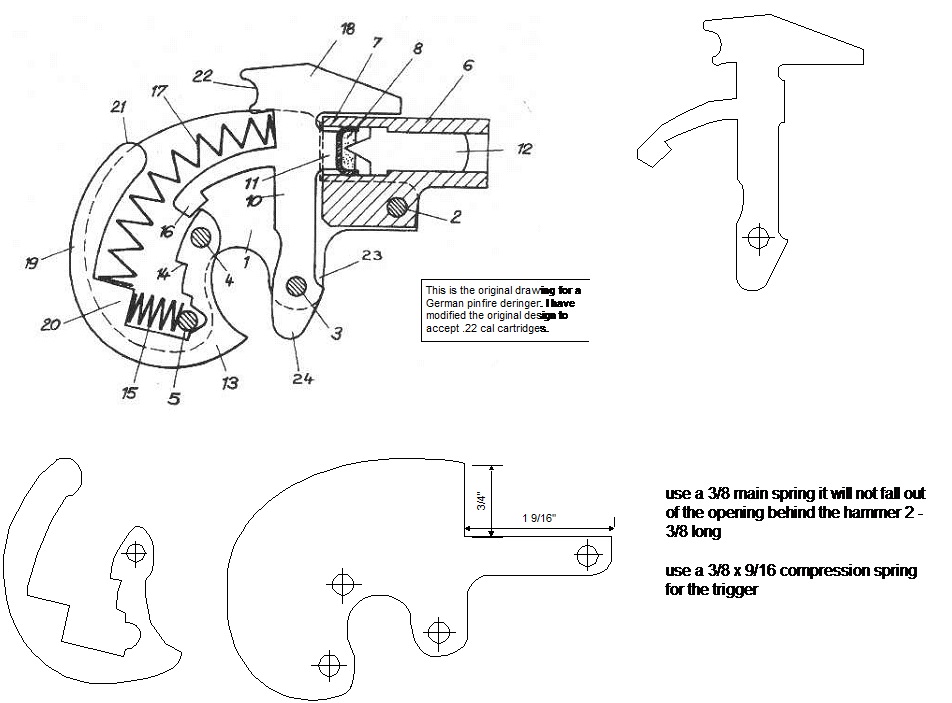 18
7
8
6
22
17
21
12
11
10
16
2
19
1
14
4
23
20
3
15
5
13
24
This is the original drawing for a
German pinfire deringer. I have
modified the original design to
accept .22 cal cartridges.
3/4"
1 9/16"
use a 3/8 main spring it will not fall out
of the opening behind the hammer 2 -
3/8 long
use a 3/8 x 9/16 compression spring
for the trigger